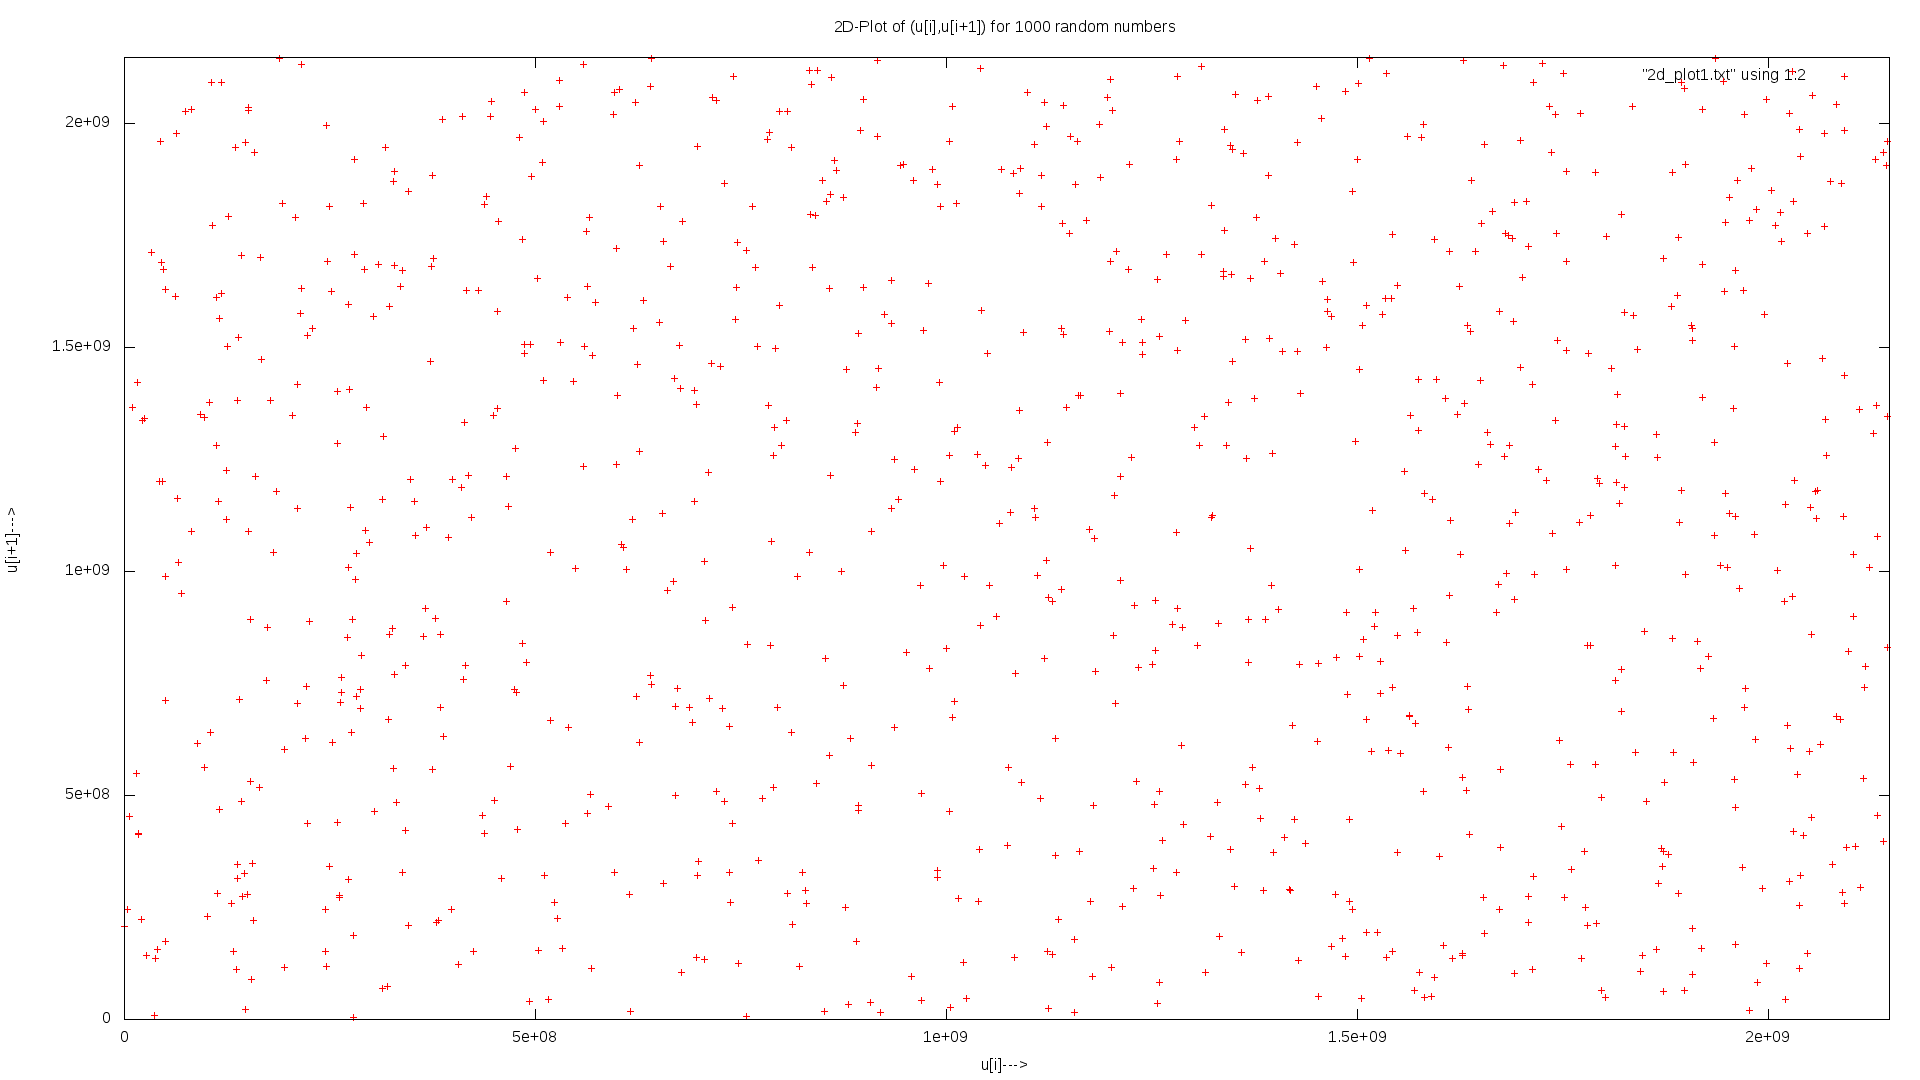 2D-Plot of (u[i],u[i+1]) for 1000 random numbers
"2d_plot1.txt" using 1:2
2e+09
1.5e+09
1e+09
5e+08
0
u[i+1]--->
0
5e+08
1e+09
1.5e+09
2e+09
u[i]--->